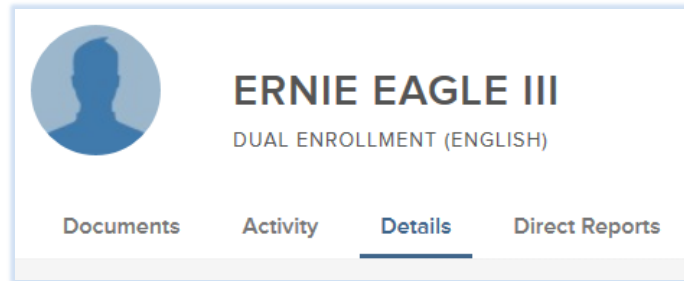 ERNIE EAGLE III
DUAL ENROLLMENT (ENGLISH)
Documents Activity Details Direct Reports